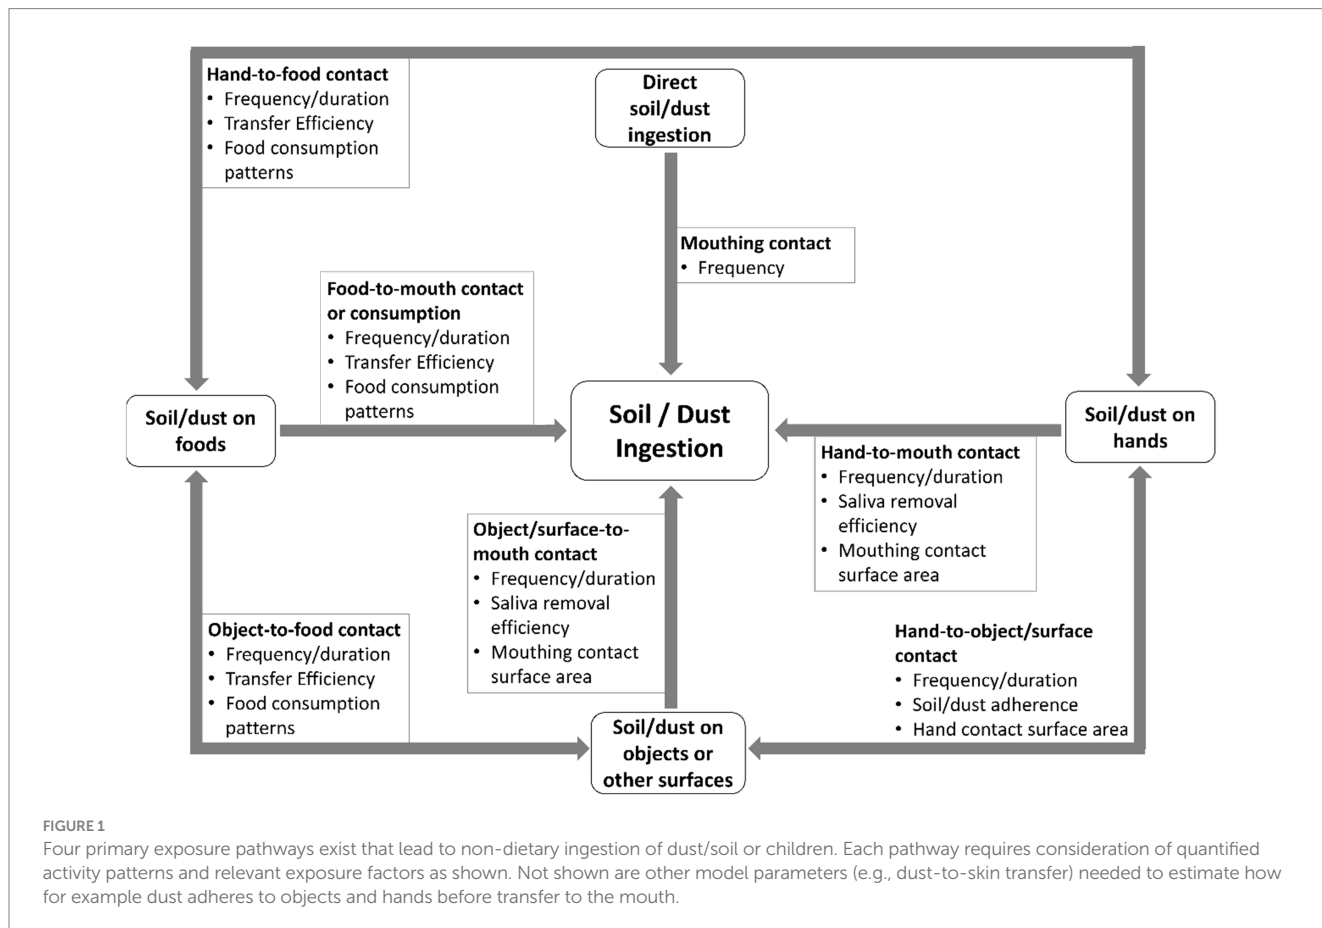 Hand-to-food contact
• Frequency/duration
• Transfer Efficiency
• Food consumption
patterns
Direct
soil/dust
ingestion
Mouthing contact
• Frequency
Food-to-mouth contact
or consumption
• Frequency/duration
• Transfer Efficiency
• Food consumption
patterns
Soil/dust on
foods
Soil / Dust
Ingestion
Soil/dust on
hands
Hand-to-mouth contact
• Frequency/duration
• Saliva removal
efficiency
• Mouthing contact
surface area
Object/surface-to-
mouth contact
• Frequency/duration
• Saliva removal
efficiency
• Mouthing contact
surface area
Object-to-food contact
• Frequency/duration
• Transfer Efficiency
• Food consumption
patterns
Hand-to-object/surface
contact
• Frequency/duration
• Soil/dust adherence
• Hand contact surface area
Soil/dust on
objects or
other surfaces
FIGURE 1
Four primary exposure pathways exist that lead to non-dietary ingestion of dust/soil or children. Each pathway requires consideration of quantified
activity patterns and relevant exposure factors as shown. Not shown are other model parameters (e.g., dust-to-skin transfer) needed to estimate how
for example dust adheres to objects and hands before transfer to the mouth.